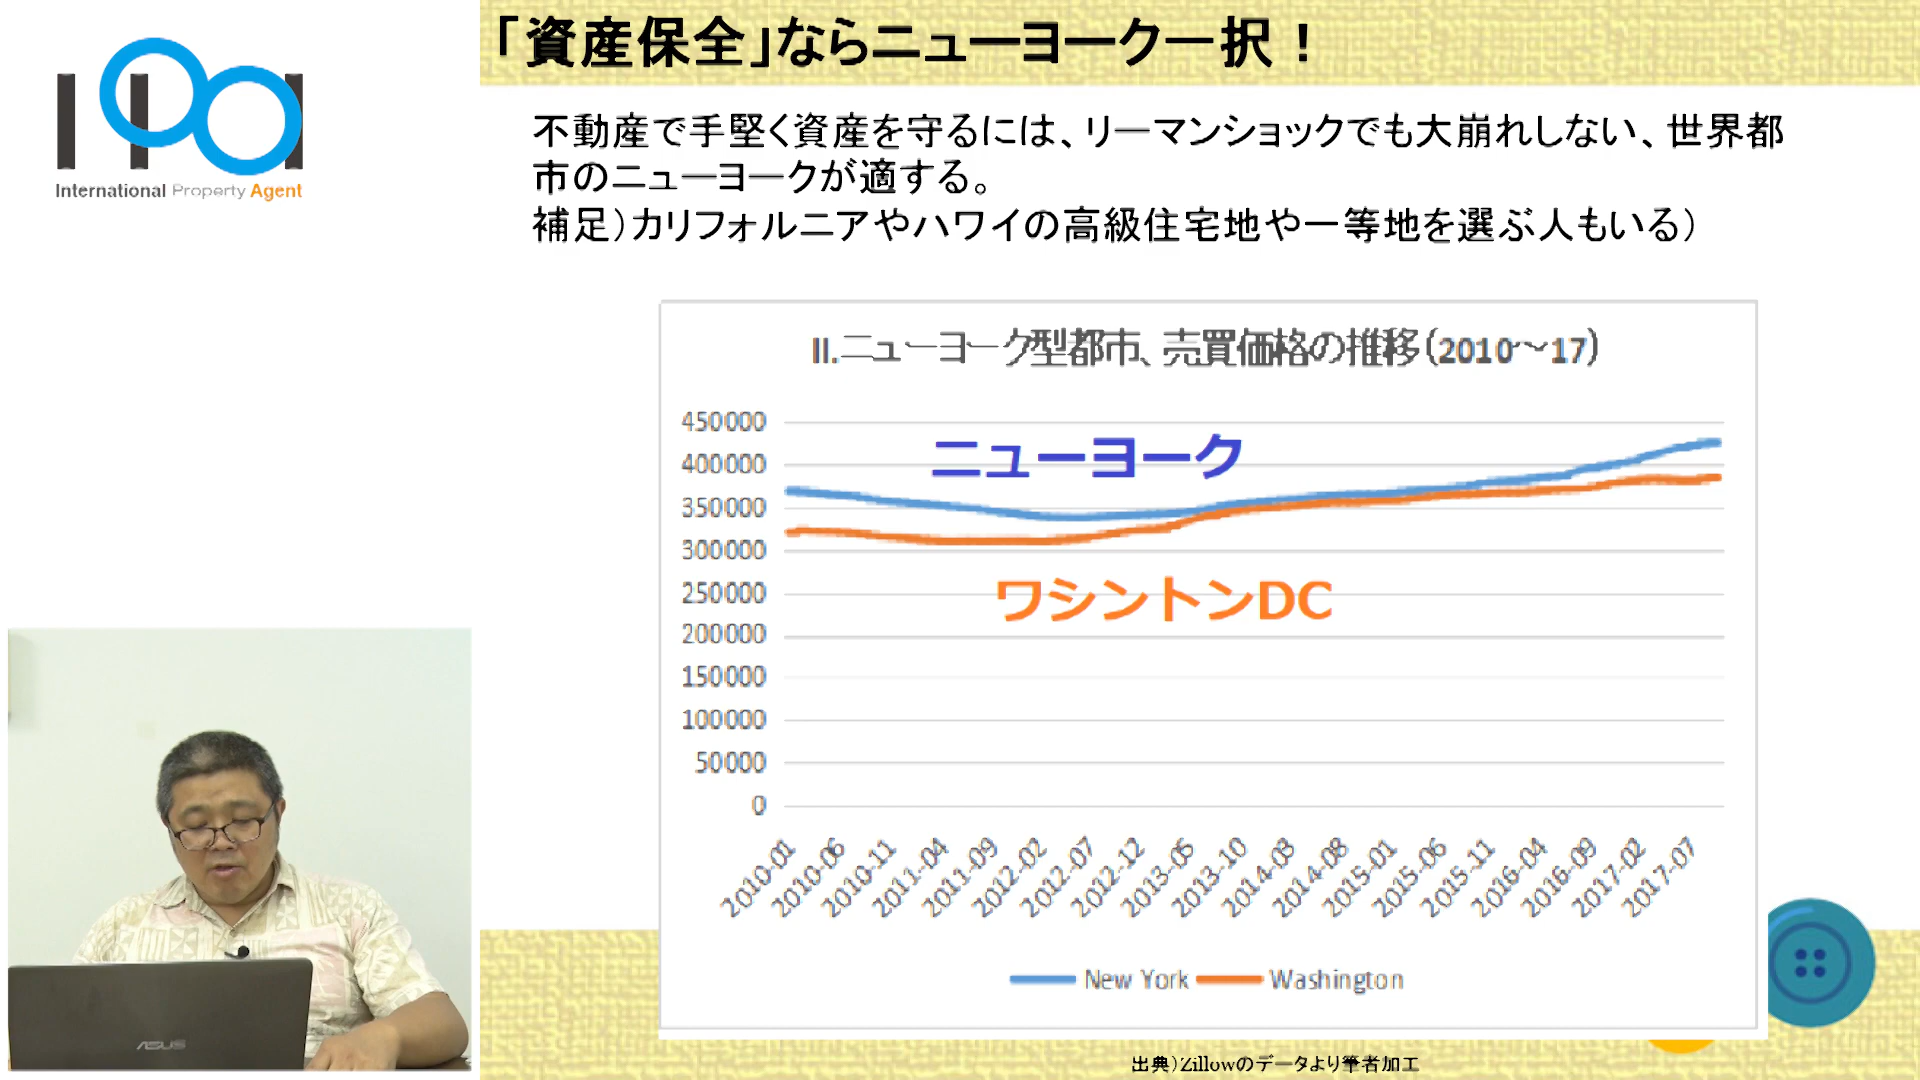 International Property Agent
「資産保全」ならニューヨーク一択！
不動産で手堅く資産を守るには、リーマンショックでも大崩れしない、世界都
市のニューヨークが適する。
補足）カリフォルニアやハワイの高級住宅地や一等地を選ぶ人もいる）
II.ニューヨーク型都市、売買価格の推移（2010～17）
450000
400000
350000
300000
250000
200000
150000
100000
50000
0
ニューヨーク
ワシントンDC
2010-01
2010-06
2010-11
2011-04
2011-09
2012-02
2012-07
2012-12
2013-05
2013-10
2014-03
2014-08
2015-01
2015-06
2015-11
2016-04
2016-09
2017-02
2017-07
New York
Washington
出典）Zillowのデータより筆者加工
ASUS